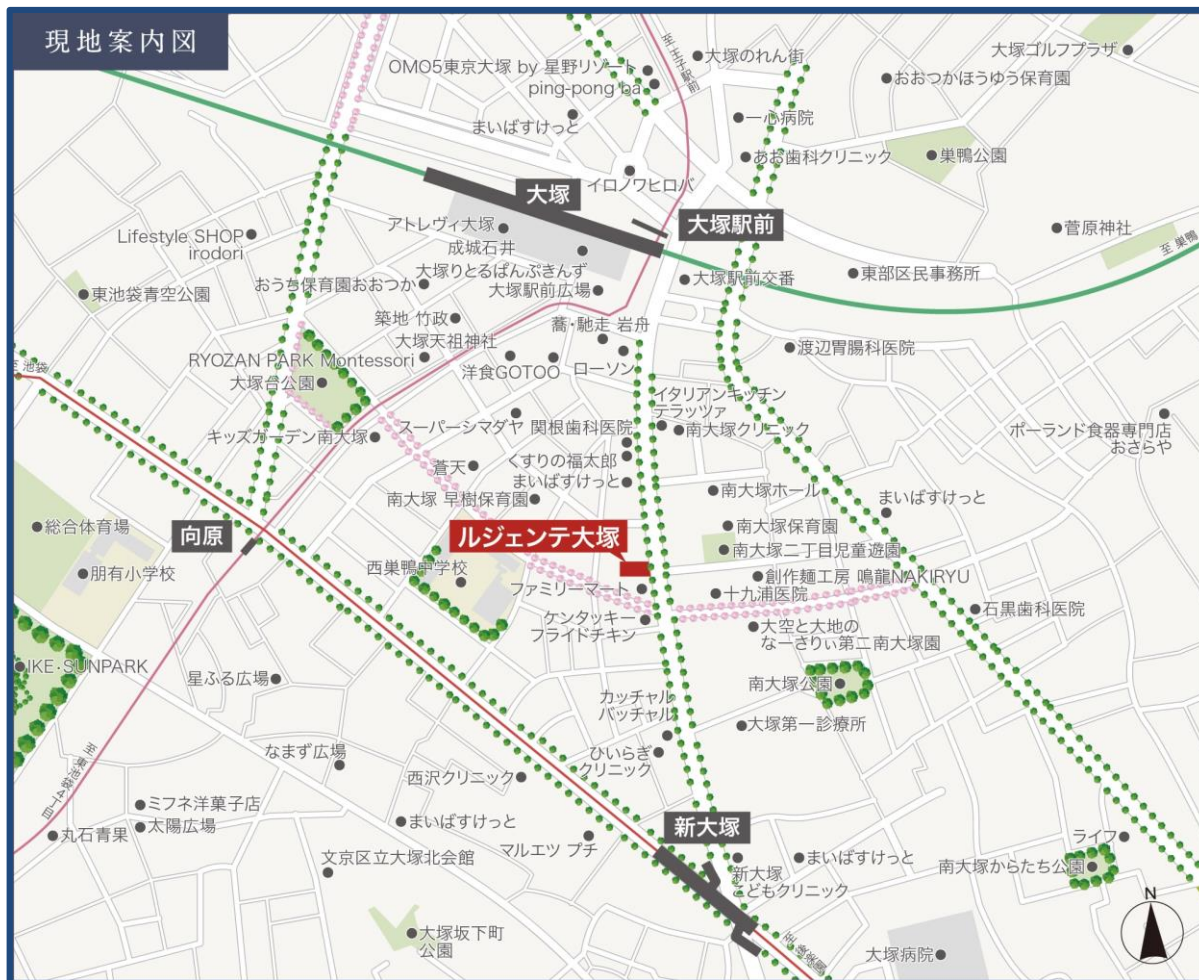 現地案内図
至 王子駅前
大塚のれん街
大塚ゴルフプラザ
OMO5東京大塚 by 星野リゾート
ping-pong ba
おおつかほうゆう保育園
まいばすけっと
一心病院
あお歯科クリニック
巣鴨公園
イロノワヒロバ
大塚
大塚駅前
アトレヴィ大塚
成城石井
Lifestyle SHOP
irodori
菅原神社
至 巣鴨
大塚りとるぱんぷきんず
大塚駅前広場
大塚駅前交番
東部区民事務所
おうち保育園おおつか
東池袋青空公園
築地 竹政
蕎・馳走 岩舟
大塚天祖神社
渡辺胃腸科医院
RYOZAN PARK Montessori
洋食GOTOO
ローソン
至 池袋
大塚台公園
イタリアンキッチン
テラッツァ
スーパーシマダヤ
関根歯科医院
南大塚クリニック
ポーランド食器専門店
おさらや
キッズガーデン南大塚
くすりの福太郎
蒼天
まいばすけっと
南大塚 早樹保育園
南大塚ホール
まいばすけっと
総合体育場
向原
南大塚保育園
ルジェンテ大塚
南大塚二丁目児童遊園
朋有小学校
西巣鴨中学校
ファミリーマート
創作麺工房 鳴龍NAKIRYU
十九浦医院
石黒歯科医院
ケンタッキー
フライドチキン
大空と大地の
なーさりぃ第二南大塚園
IKE・SUNPARK
星ふる広場
南大塚公園
カッチャル
バッチャル
大塚第一診療所
なまず広場
ひいらぎ
クリニック
西沢クリニック
至 東池袋4丁目
ミフネ洋菓子店
太陽広場
丸石青果
まいばすけっと
マルエツ プチ
新大塚
ライフ
文京区立大塚北会館
新大塚
こどもクリニック
まいばすけっと
南大塚からたち公園
大塚坂下町
公園
至 後楽園
大塚病院
N